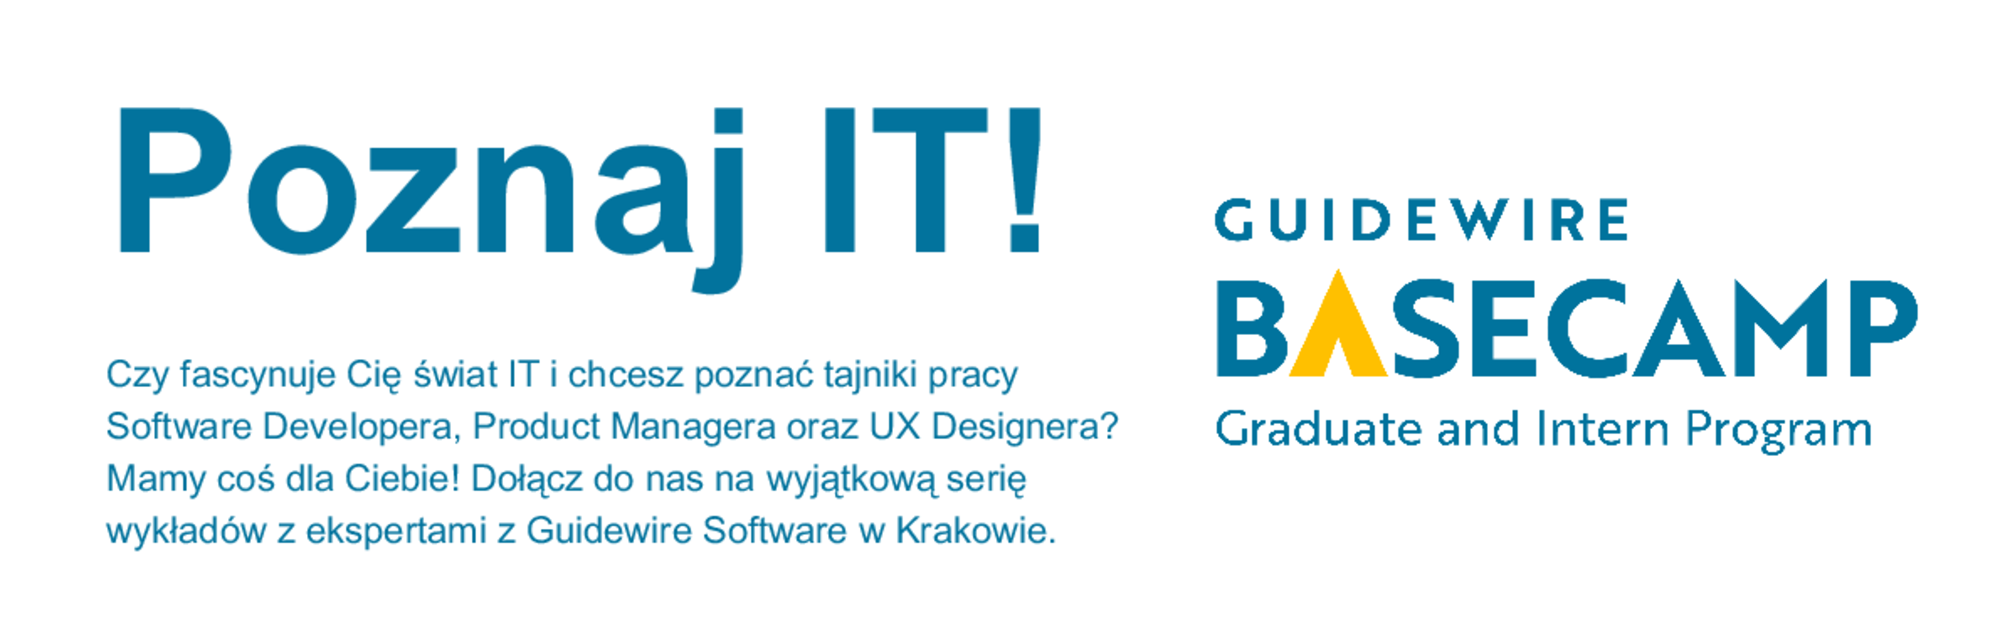 Poznaj IT!
Czy fascynuje Cię świat IT i chcesz poznać tajniki pracy
Software Developera, Product Managera oraz UX Designera?
Mamy coś dla Ciebie! Dołącz do nas na wyjątkową serię
wykładów z ekspertami z Guidewire Software w Krakowie.
GUIDEWIRE
BASECAMP
Graduate and Intern Program